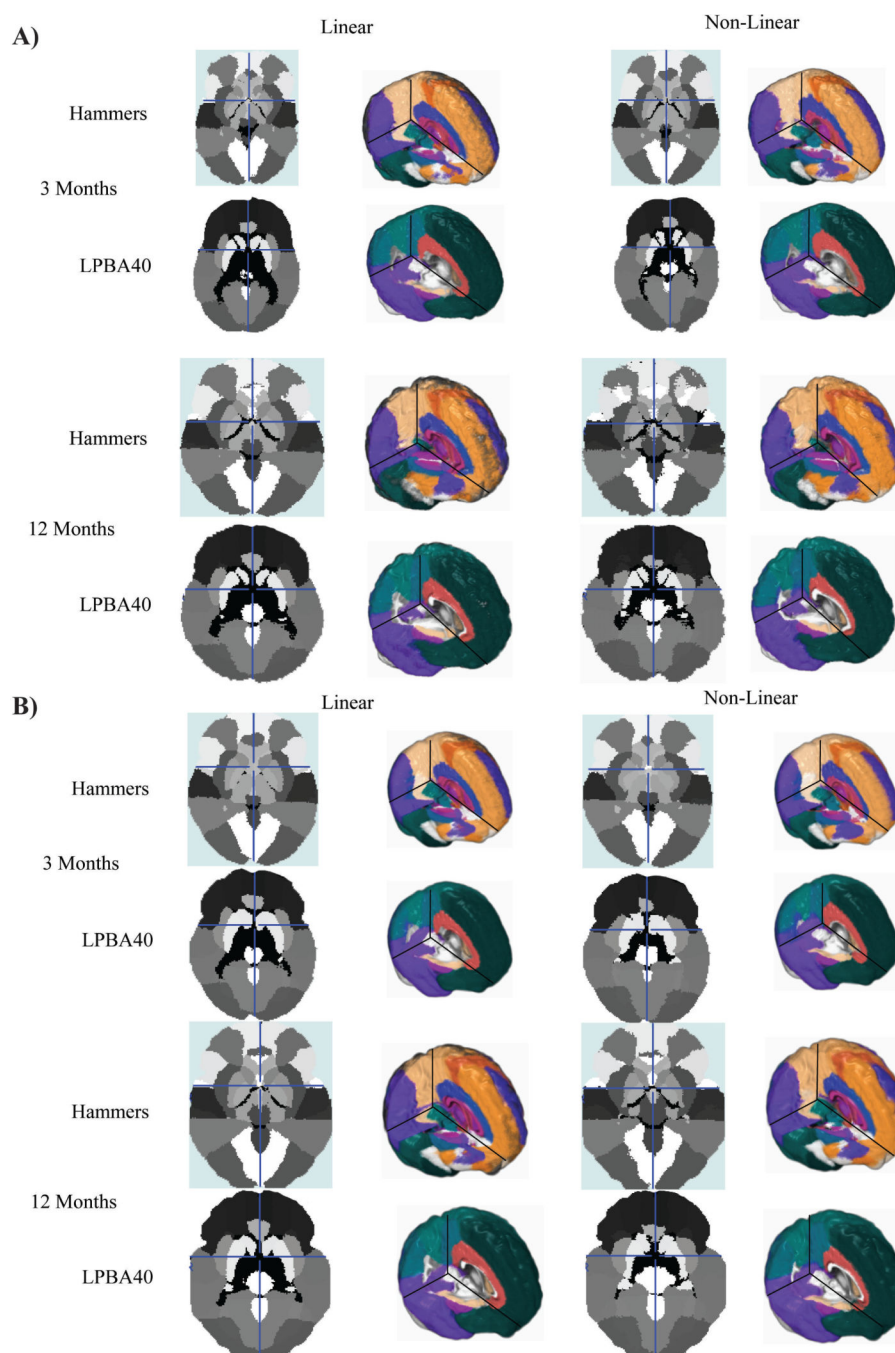 A)
Linear Non-Linear
Hammers
3 Months
LPBA40
Hammers
12 Months
LPBA40
B)
Linear Non-Linear
Hammers
3 Months
LPBA40
Hammers
12 Months
LPBA40